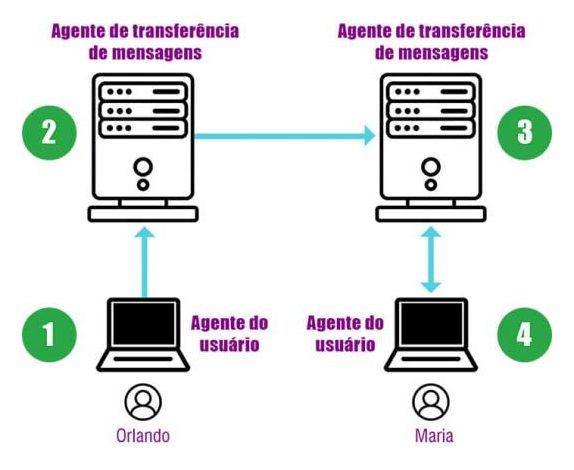 Agente de transferência
de mensagens
Agente de transferência
de mensagens
2
3
1
Agente do
usuário
Agente do
usuário
4
Orlando
Maria